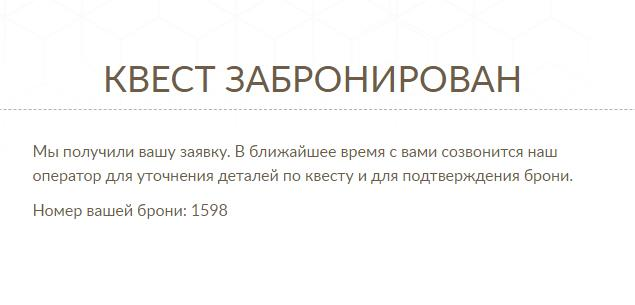 КВЕСТ ЗАБРОНИРОВАН
Мы получили вашу заявку. В ближайшее время с вами созвонится наш
оператор для уточнения деталей по квесту и для подтверждения брони.
Номер вашей брони: 1598